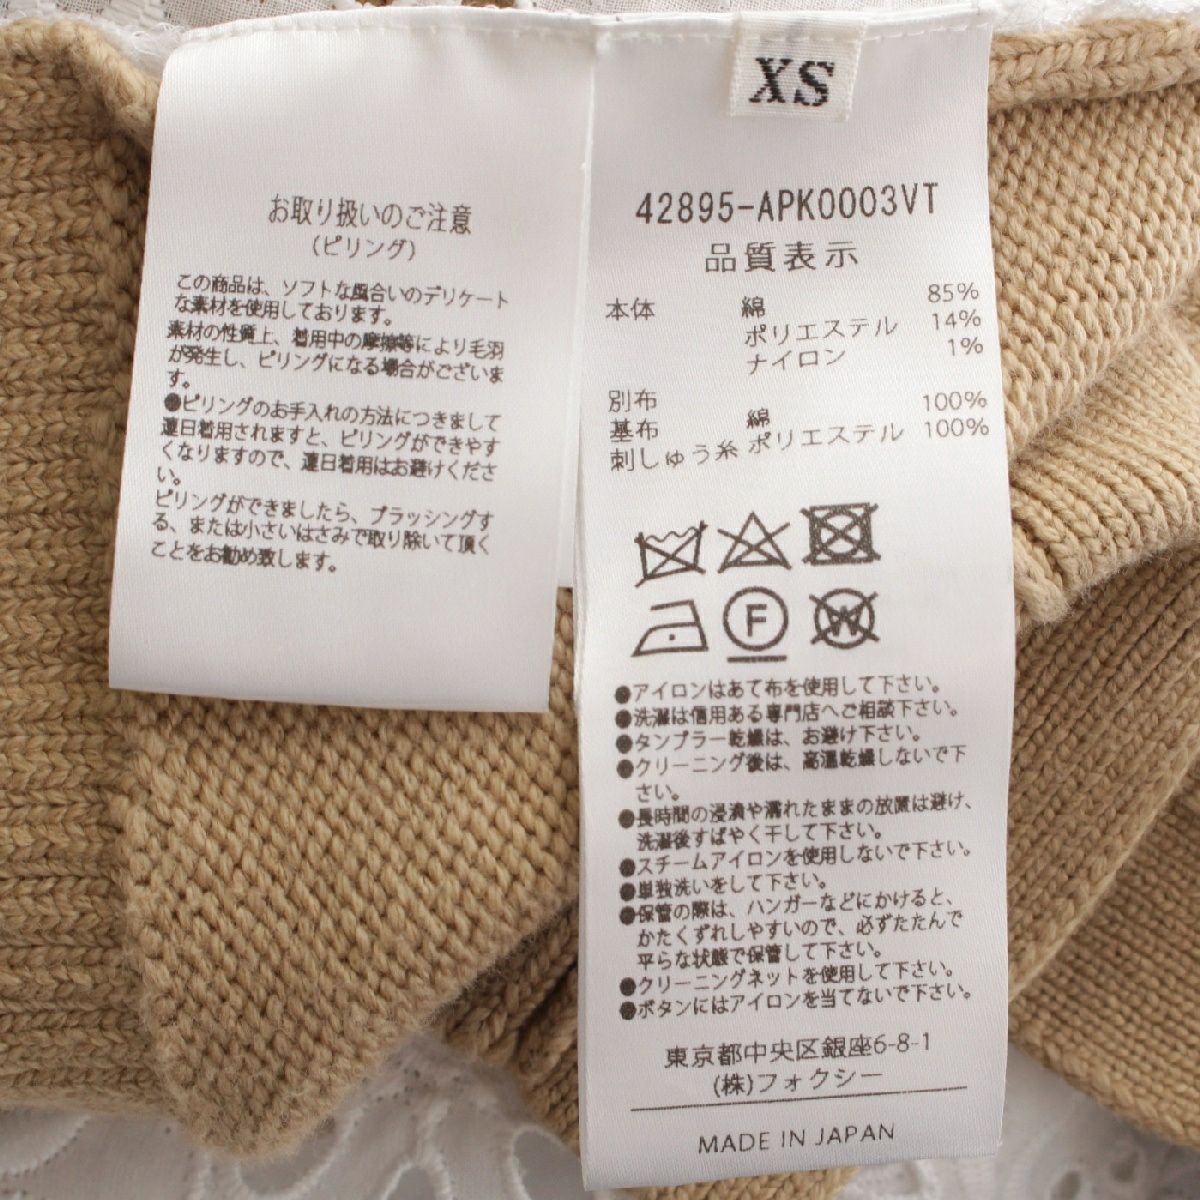 お取り扱いのご注意
(ピリング)
この商品は、ソフトな風合いのデリケート
な素材を使用しております。
素材の性質上、着用中の摩擦等により毛羽
が発生し、ピリングになる場合がございま
す。
●ピリングのお手入れの方法につきまして
連日着用されますと、ピリングができやす
くなりますので、連日着用はお避けくださ
い。
ピリングができましたら、ブラッシングす
る、または小さいはさみで取り除いて頂く
ことをお勧め致します。
XS
42895-APK0003VT
品質表示
本体 綿 85%
ポリエステル 14%
ナイロン 1%
別布
基布 綿 100%
刺しゅう糸 ポリエステル 100%
F
W
●アイロンはあて布を使用して下さい。
●洗濯は信用ある専門店へご相談下さい。
●タンブラー乾燥は、お避け下さい。
●クリーニング後は、高温乾燥しないで下
さい。
●長時間の浸漬や濡れたままの放置は避け、
洗濯後すばやく干して下さい。
●スチームアイロンを使用しないで下さい。
●単独洗いをして下さい。
●保管の際は、ハンガーなどにかけると、
かたくずれしやすいので、必ずたたんで
平らな状態で保管して下さい。
●クリーニングネットを使用して下さい。
●ボタンにはアイロンを当てないで下さい。
東京都中央区銀座6-8-1
(株)フォクシー
MADE IN JAPAN